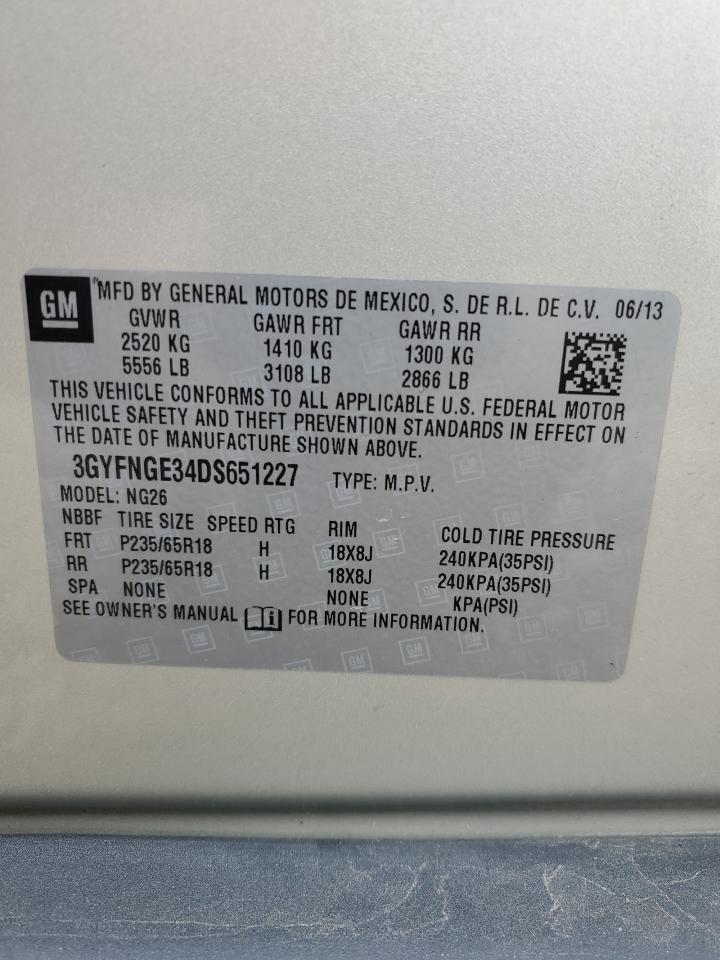 GM
MFD BY GENERAL MOTORS DE MEXICO, S. DE R.L. DE C.V. 06/13
GVWR GAWR FRT GAWR RR
2520 KG 1410 KG 1300 KG
5556 LB 3108 LB 2866 LB
THIS VEHICLE CONFORMS TO ALL APPLICABLE U.S. FEDERAL MOTOR
VEHICLE SAFETY AND THEFT PREVENTION STANDARDS IN EFFECT ON
THE DATE OF MANUFACTURE SHOWN ABOVE.
3GYFNGE34DS651227 TYPE: M.P.V.
MODEL: NG26
NBBF TIRE SIZE SPEED RTG RIM COLD TIRE PRESSURE
FRT P235/65R18 H 18X8J 240KPA(35PSI)
RR P235/65R18 H 18X8J 240KPA(35PSI)
SPA NONE NONE KPA(PSI)
SEE OWNER'S MANUAL i FOR MORE INFORMATION.